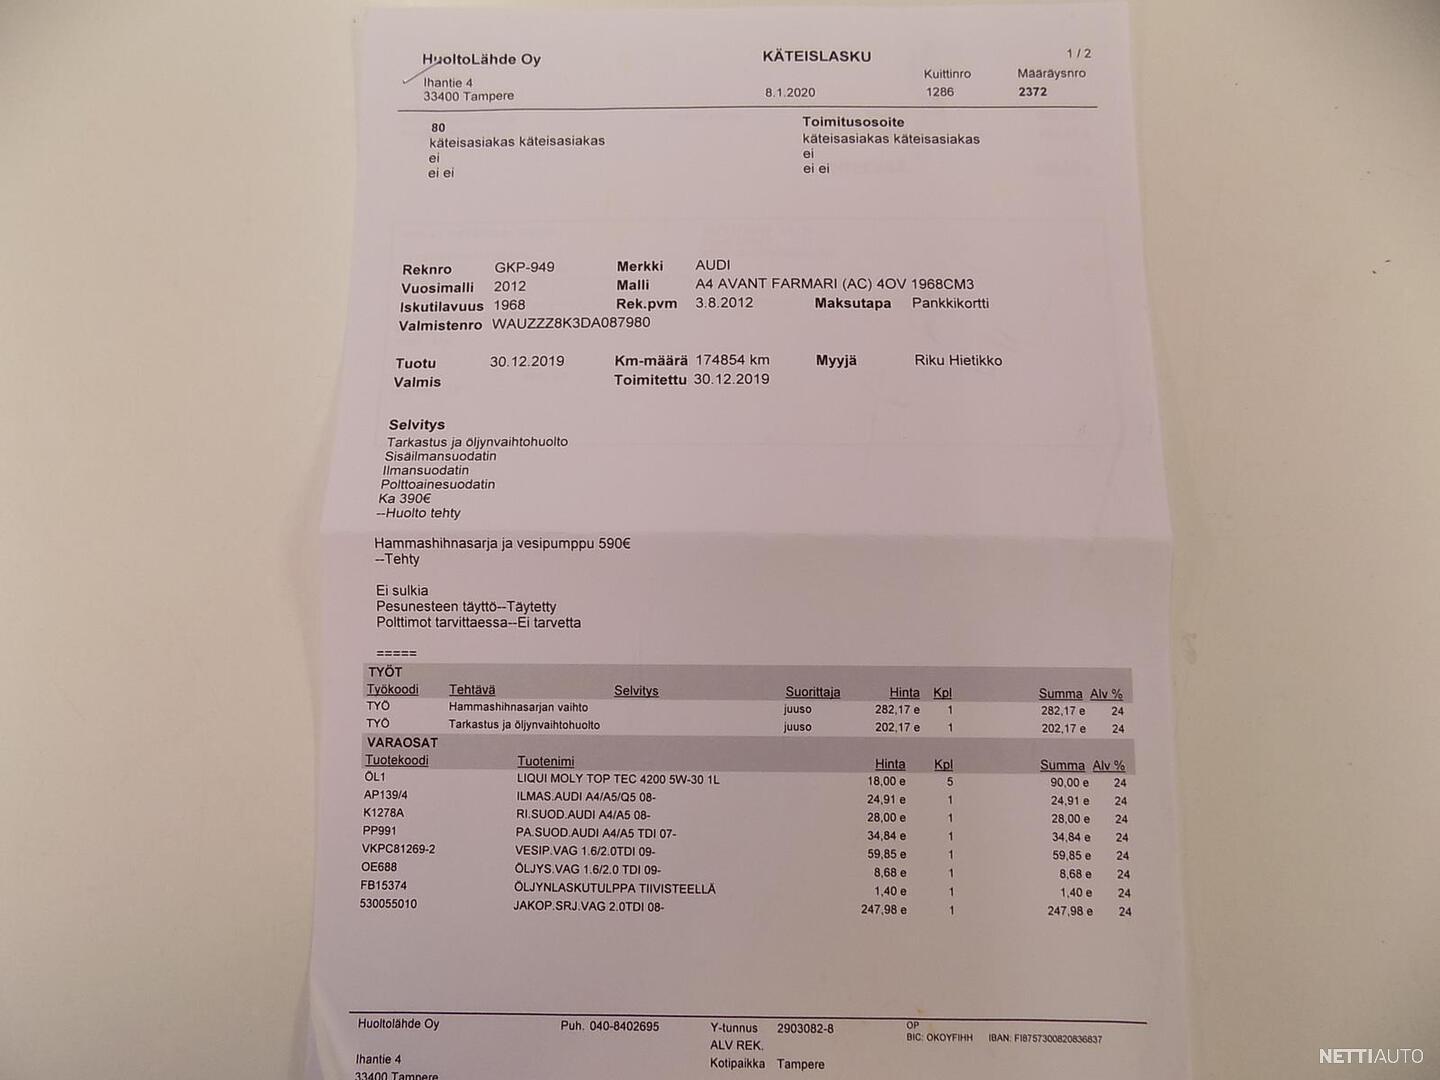 HuoltoLähde Oy
KÄTEISLASKU
1 / 2
Ihantie 4
33400 Tampere
Kuittinro
Määräysnro
8.1.2020
1286
2372
80
Toimitusosoite
käteisasiakas käteisasiakas
käteisasiakas käteisasiakas
ei
ei
ei ei
ei ei
Reknro GKP-949 Merkki AUDI
Vuosimalli 2012 Malli A4 AVANT FARMARI (AC) 4OV 1968CM3
Iskutilavuus 1968 Rek.pvm 3.8.2012 Maksutapa Pankkikortti
Valmistenro WAUZZZ8K3DA087980
Tuotu 30.12.2019 Km-määrä 174854 km Myyjä Riku Hietikko
Valmis Toimitettu 30.12.2019
Selvitys
Tarkastus ja öljynvaihtohuolto
Sisäilmansuodatin
Ilmansuodatin
Polttoainesuodatin
Ka 390€
--Huolto tehty
Hammashihnasarja ja vesipumppu 590€
--Tehty
Ei sulkia
Pesunesteen täyttö--Täytetty
Polttimot tarvittaessa--Ei tarvetta
=====
TYÖT
Työkoodi Tehtävä Selvitys Suorittaja Hinta Kpl Summa Alv %
TYÖ Hammashihnasarjan vaihto juuso 282,17 e 1 282,17 e 24
TYÖ Tarkastus ja öljynvaihtohuolto juuso 202,17 e 1 202,17 e 24
VARAOSAT
Tuotekoodi Tuotenimi Hinta Kpl Summa Alv %
ÖL1 LIQUI MOLY TOP TEC 4200 5W-30 1L 18,00 e 5 90,00 e 24
AP139/4 ILMAS.AUDI A4/A5/Q5 08- 24,91 e 1 24,91 e 24
K1278A RI.SUOD.AUDI A4/A5 08- 28,00 e 1 28,00 e 24
PP991 PA.SUOD.AUDI A4/A5 TDI 07- 34,84 e 1 34,84 e 24
VKPC81269-2 VESIP.VAG 1.6/2.0TDI 09- 59,85 e 1 59,85 e 24
OE688 ÖLJYS.VAG 1.6/2.0 TDI 09- 8,68 e 1 8,68 e 24
FB15374 ÖLJYNLASKUTULPPA TIIVISTEELLÄ 1,40 e 1 1,40 e 24
530055010 JAKOP.SRJ.VAG 2.0TDI 08- 247,98 e 1 247,98 e 24
Huoltolähde Oy Puh. 040-8402695 Y-tunnus 2903082-8 OP
BIC: OKOYFIHH IBAN: FI8757300820836837
ALV REK.
Ihantie 4 Kotipaikka Tampere
33400 Tampere
NETTIAUTO